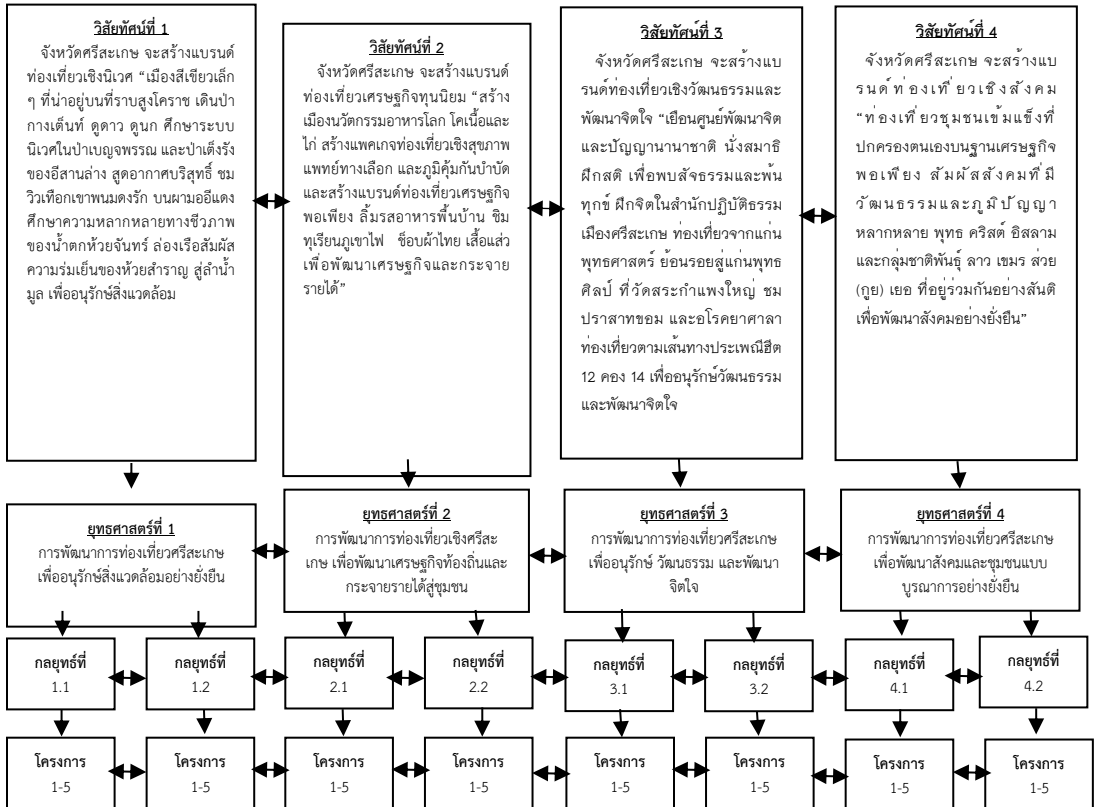 วิสัยทัศน์ที่ 1
จังหวัดศรีสะเกษ จะสร้างแบรนด์
ท่องเที่ยวเชิงนิเวศ “เมืองสีเขียวเล็ก
ๆ ที่น่าอยู่บนที่ราบสูงโคราช เดินป่า
กางเต็นท์ ดูดาว ดูนก ศึกษาระบบ
นิเวศในป่าเบญจพรรณ และป่าเต็งรัง
ของอีสานล่าง สูดอากาศบริสุทธิ์ ชม
วิวเทือกเขาพนมดงรัก บนผามออีแดง
ศึกษาความหลากหลายทางชีวภาพ
ของน้ำตกห้วยจันทร์ ล่องเรือสัมผัส
ความร่มเย็นของห้วยสำราญ สู่ลำน้ำ
มูล เพื่ออนุรักษ์สิ่งแวดล้อม
วิสัยทัศน์ที่ 2
จังหวัดศรีสะเกษ จะสร้างแบรนด์
ท่องเที่ยวเศรษฐกิจทุนนิยม “สร้าง
เมืองนวัตกรรมอาหารโลก โคเนื้อและ
ไก่ สร้างแพคเกจท่องเที่ยวเชิงสุขภาพ
แพทย์ทางเลือก และภูมิคุ้มกันบำบัด
และสร้างแบรนด์ท่องเที่ยวเศรษฐกิจ
พอเพียง ลิ้มรสอาหารพื้นบ้าน ชิม
ทุเรียนภูเขาไฟ ช็อบผ้าไทย เสื้อแส่ว
เพื่อพัฒนาเศรษฐกิจและกระจาย
รายได้”
วิสัยทัศน์ที่ 3
จังหวัดศรีสะเกษ จะสร้างแบ
รนด์ท่องเที่ยวเชิงวัฒนธรรมและ
พัฒนาจิตใจ “เยือนศูนย์พัฒนาจิต
และปัญญานานาชาติ นั่งสมาธิ
ฝึกสติ เพื่อพบสัจธรรมและพ้น
ทุกข์ ฝึกจิตในสำนักปฏิบัติธรรม
เมืองศรีสะเกษ ท่องเที่ยวจากแก่น
พุทธศาสตร์ ย้อนรอยสู่แก่นพุทธ
ศิลป์ ที่วัดสระกำแพงใหญ่ ชม
ปราสาทขอม และอโรคยาศาลา
ท่องเที่ยวตามเส้นทางประเพณีฮีต
12 คอง 14 เพื่ออนุรักษ์วัฒนธรรม
และพัฒนาจิตใจ
วิสัยทัศน์ที่ 4
จังหวัดศรีสะเกษ จะสร้างแบ
รนด์ท่องเที่ยวเชิงสังคม
“ท่องเที่ยวชุมชนเข้มแข็งที่
ปกครองตนเองบนฐานเศรษฐกิจ
พอเพียง สัมผัสสังคมที่มี
วัฒนธรรมและภูมิปัญญา
หลากหลาย พุทธ คริสต์ อิสลาม
และกลุ่มชาติพันธุ์ ลาว เขมร ส่วย
(กูย) เยอ ที่อยู่ร่วมกันอย่างสันติ
เพื่อพัฒนาสังคมอย่างยั่งยืน”
ยุทธศาสตร์ที่ 1
การพัฒนาการท่องเที่ยวศรีสะเกษ
เพื่ออนุรักษ์สิ่งแวดล้อมอย่างยั่งยืน
ยุทธศาสตร์ที่ 2
การพัฒนาการท่องเที่ยวเชิงศรีสะ
เกษ เพื่อพัฒนาเศรษฐกิจท้องถิ่นและ
กระจายรายได้สู่ชุมชน
ยุทธศาสตร์ที่ 3
การพัฒนาการท่องเที่ยวศรีสะเกษ
เพื่ออนุรักษ์ วัฒนธรรม และพัฒนา
จิตใจ
ยุทธศาสตร์ที่ 4
การพัฒนาการท่องเที่ยวศรีสะเกษ
เพื่อพัฒนาสังคมและชุมชนแบบ
บูรณาการอย่างยั่งยืน
กลยุทธ์ที่
1.1
กลยุทธ์ที่
1.2
กลยุทธ์ที่
2.1
กลยุทธ์ที่
2.2
กลยุทธ์ที่
3.1
กลยุทธ์ที่
3.2
กลยุทธ์ที่
4.1
กลยุทธ์ที่
4.2
โครงการ
1-5
โครงการ
1-5
โครงการ
1-5
โครงการ
1-5
โครงการ
1-5
โครงการ
1-5
โครงการ
1-5
โครงการ
1-5